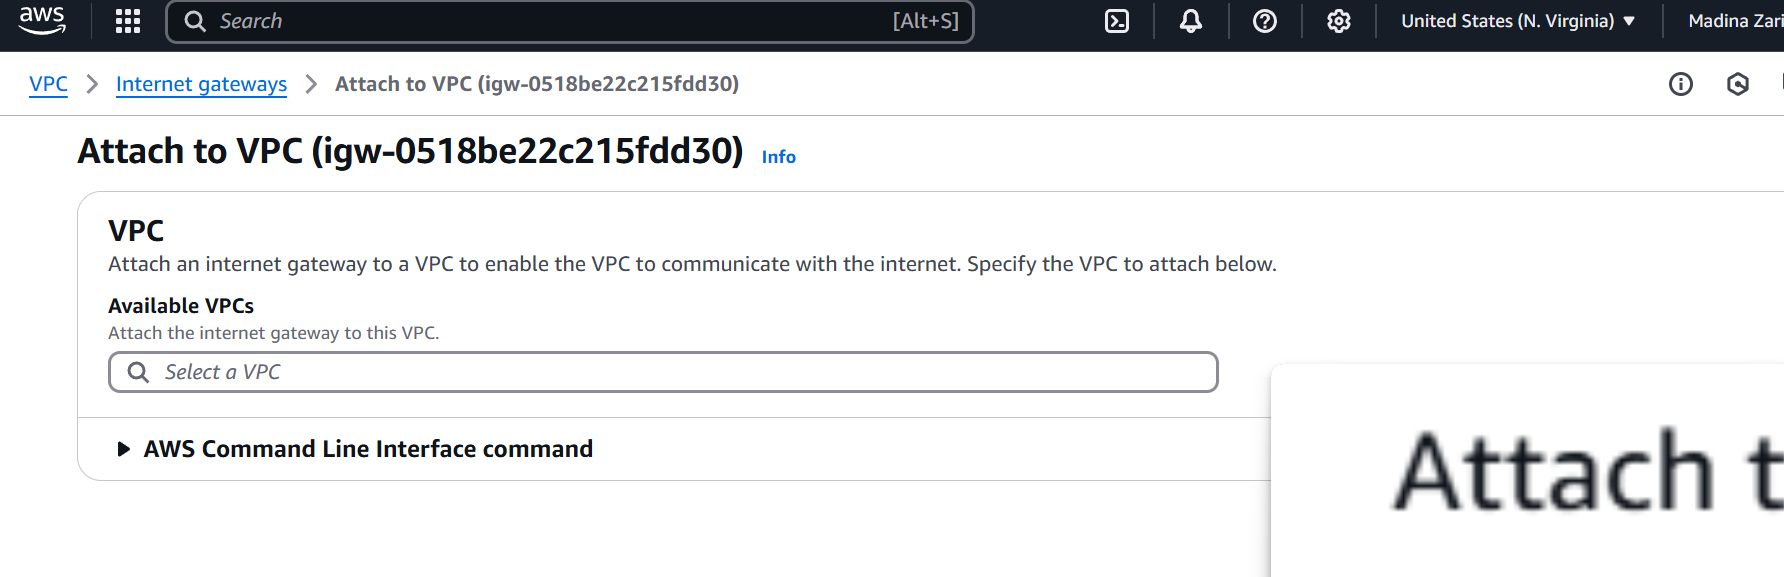 aws
Search [Alt+S]
United States (N. Virginia) Madina Zari
VPC > Internet gateways > Attach to VPC (igw-0518be22c215fdd30)
Attach to VPC (igw-0518be22c215fdd30) Info
VPC
Attach an internet gateway to a VPC to enable the VPC to communicate with the internet. Specify the VPC to attach below.
Available VPCs
Attach the internet gateway to this VPC.
Select a VPC
AWS Command Line Interface command
Attach t